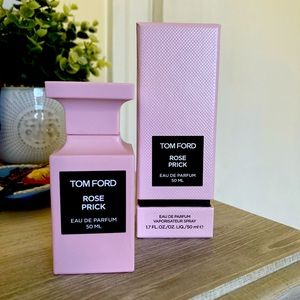 TOM FORD
ROSE
PRICK
EAU DE PARFUM
50 ML
TOM FORD
ROSE
PRICK
EAU DE PARFUM
50 ML
EAU DE PARFUM
VAPORISATEUR SPRAY
1.7 FL.OZ./OZ. LIQ./50 ml ℮